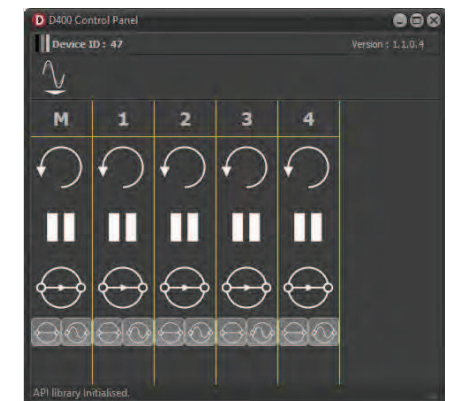 D D400 Control Panel
Device ID : 47 Version : 1.1.0.4
M 1 2 3 4
API library Initialised.